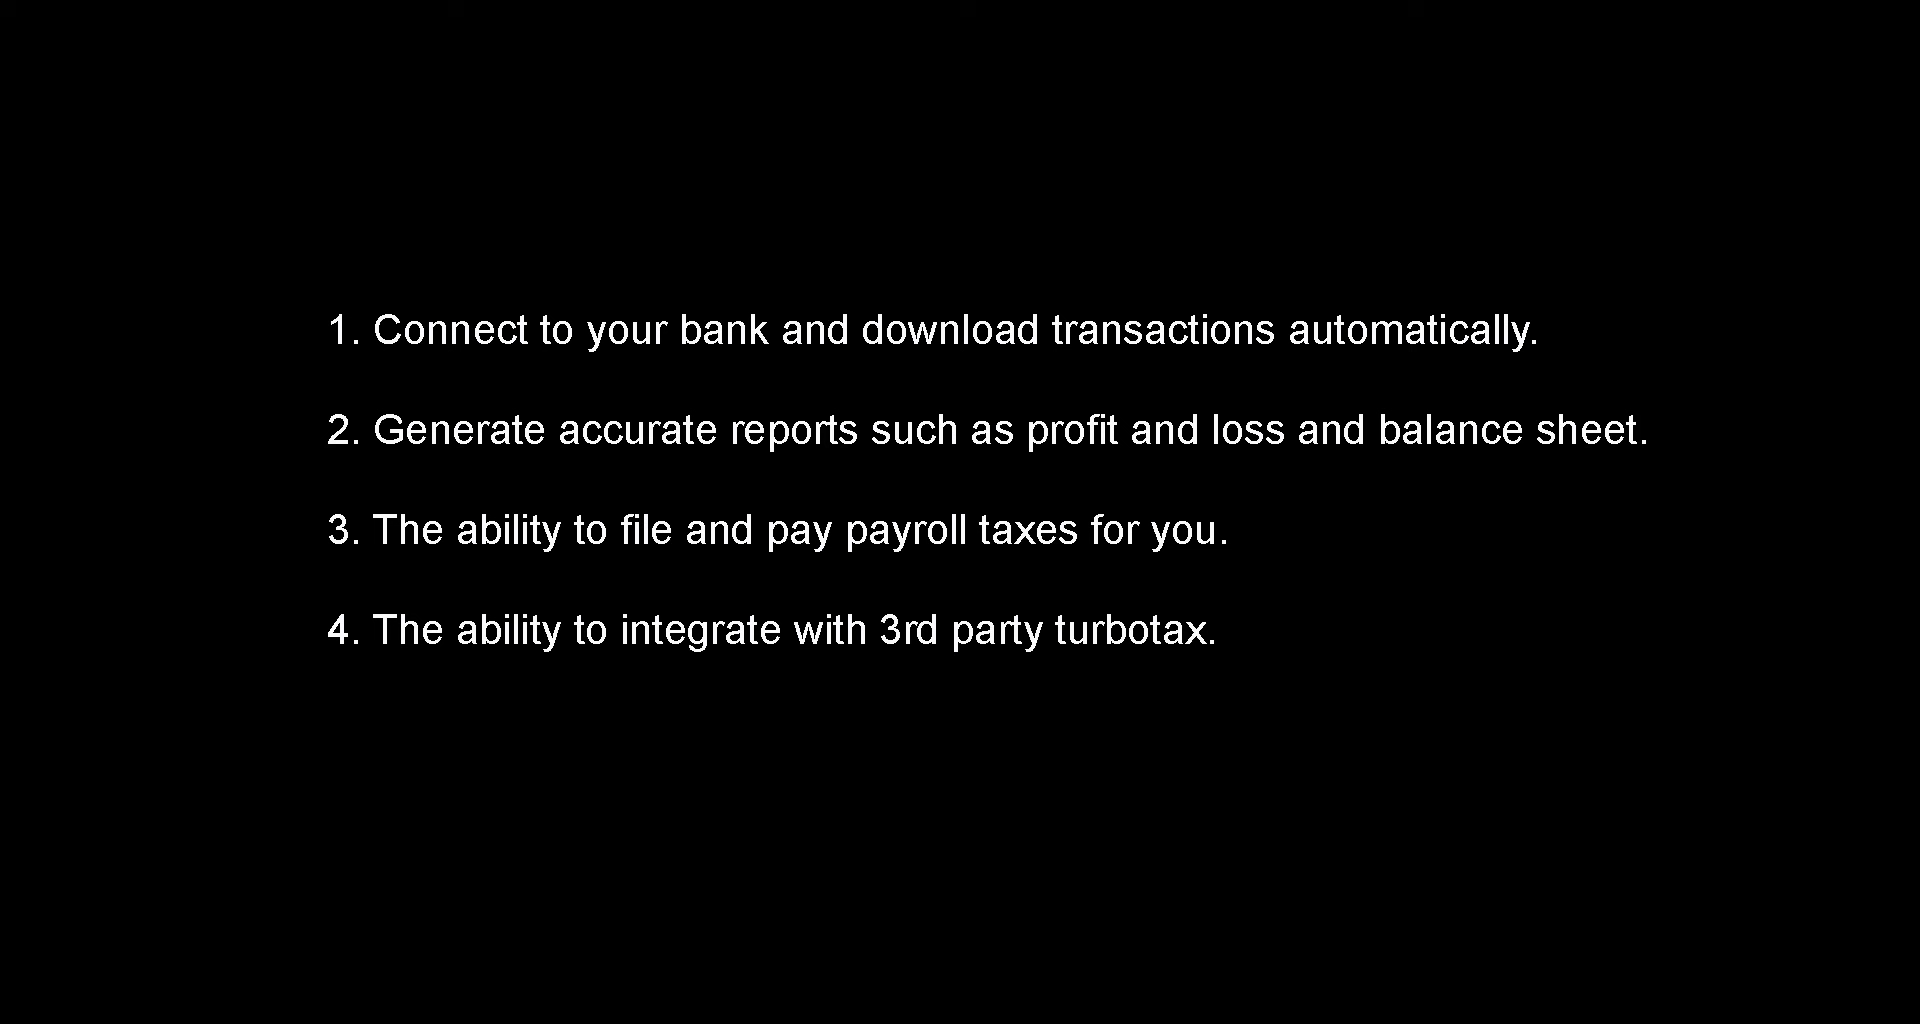 1. Connect to your bank and download transactions automatically.
2. Generate accurate reports such as profit and loss and balance sheet.
3. The ability to file and pay payroll taxes for you.
4. The ability to integrate with 3rd party turbotax.